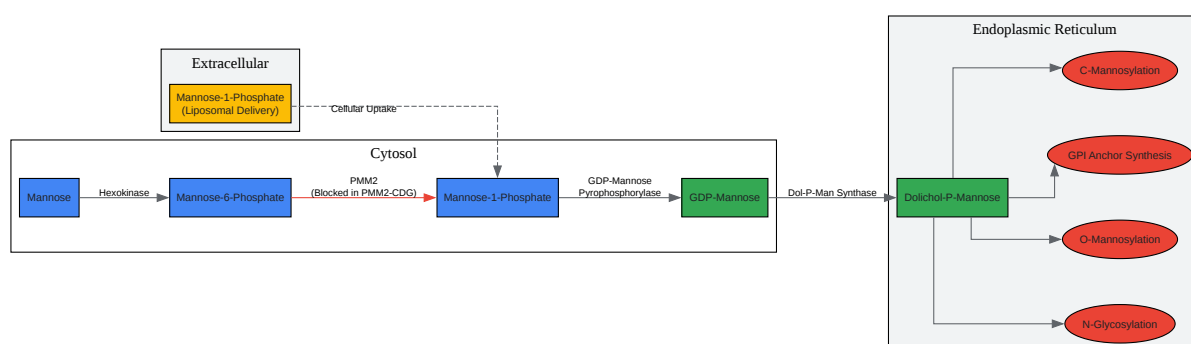 Endoplasmic Reticulum
Extracellular
Mannose-1-Phosphate
(Liposomal Delivery)
Cellular Uptake
Cytosol
Mannose
Hexokinase
Mannose-6-Phosphate
PMM2
(Blocked in PMM2-CDG)
Mannose-1-Phosphate
GDP-Mannose
Pyrophosphorylase
GDP-Mannose
Dol-P-Man Synthase
Dolichol-P-Mannose
C-Mannosylation
GPI Anchor Synthesis
O-Mannosylation
N-Glycosylation